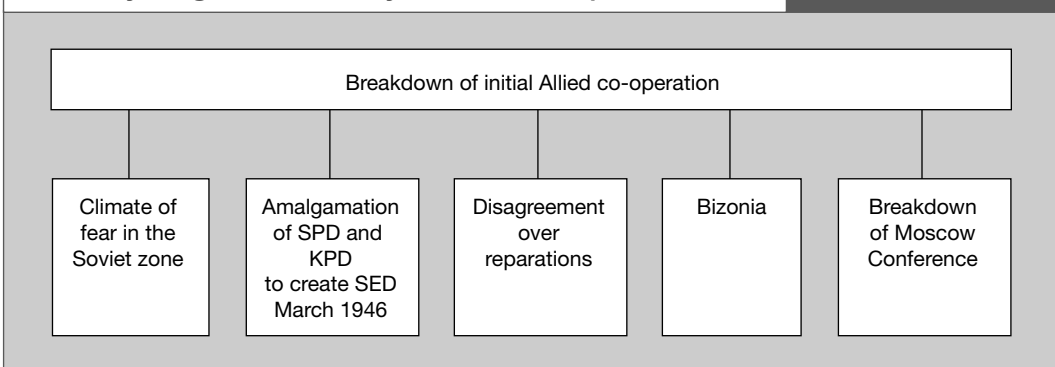 Breakdown of initial Allied co-operation
Climate of
fear in the
Soviet zone
Amalgamation
of SPD and
KPD
to create SED
March 1946
Disagreement
over
reparations
Bizonia
Breakdown
of Moscow
Conference